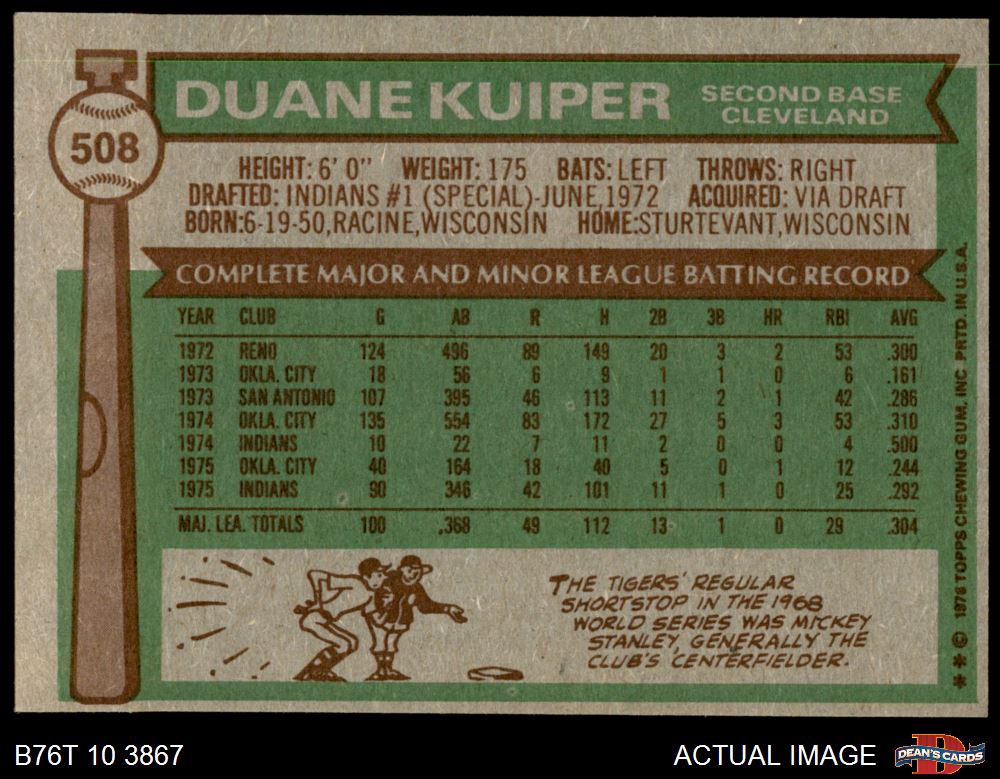 508
DUANE KUIPER
SECOND BASE
CLEVELAND
HEIGHT: 6' 0" WEIGHT: 175 BATS: LEFT THROWS: RIGHT
DRAFTED: INDIANS #1 (SPECIAL)-JUNE, 1972 ACQUIRED: VIA DRAFT
BORN:6-19-50,RACINE,WISCONSIN HOME:STURTEVANT,WISCONSIN
COMPLETE MAJOR AND MINOR LEAGUE BATTING RECORD
YEAR CLUB G AB R H 2B 3B HR RBI AVG
1972 RENO 124 496 89 149 20 3 2 53 .300
1973 OKLA. CITY 18 56 6 9 1 1 0 6 .161
1973 SAN ANTONIO 107 395 46 113 11 2 1 42 .286
1974 OKLA. CITY 135 554 83 172 27 5 3 53 .310
1974 INDIANS 10 22 7 11 2 0 0 4 .500
1975 OKLA. CITY 40 164 18 40 5 0 1 12 .244
1975 INDIANS 90 346 42 101 11 1 0 25 .292
MAJ. LEA. TOTALS 100 .368 49 112 13 1 0 29 .304
THE TIGERS' REGULAR
SHORTSTOP IN THE 1968
WORLD SERIES WAS MICKEY
STANLEY, GENERALLY THE
CLUB'S CENTERFIELDER.
* * © 1976 TOPPS CHEWING GUM, INC. PRTD. IN U.S.A.
B76T 10 3867
ACTUAL IMAGE
DEAN'S CARDS